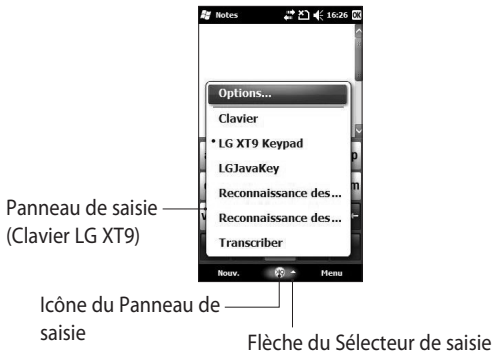 Notes 16:26 OK
Options...
Clavier
LG XT9 Keypad
LGJavaKey
Reconnaissance des...
Reconnaissance des...
Transcriber
Nouv. Menu
Panneau de saisie
(Clavier LG XT9)
Icône du Panneau de
saisie
Flèche du Sélecteur de saisie